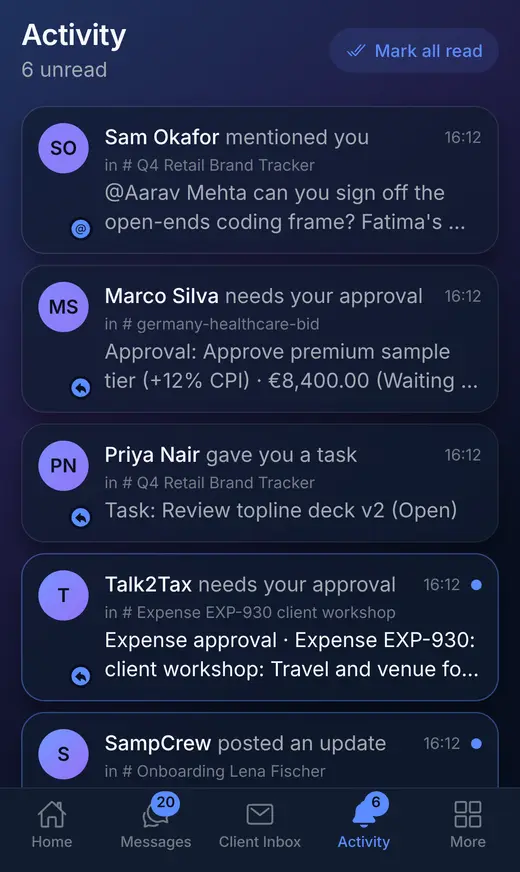 Activity
Mark all read
6 unread
SO
Sam Okafor mentioned you
16:12
in # Q4 Retail Brand Tracker
@Aarav Mehta can you sign off the
open-ends coding frame? Fatima's ...
@
MS
Marco Silva needs your approval
16:12
in # germany-healthcare-bid
Approval: Approve premium sample
tier (+12% CPI) · €8,400.00 (Waiting ...
PN
Priya Nair gave you a task
16:12
in # Q4 Retail Brand Tracker
Task: Review topline deck v2 (Open)
T
Talk2Tax needs your approval
16:12
in # Expense EXP-930 client workshop
Expense approval · Expense EXP-930:
client workshop: Travel and venue fo...
S
SampCrew posted an update
16:12
in # Onboarding Lena Fischer
20
6
Home
Messages
Client Inbox
Activity
More